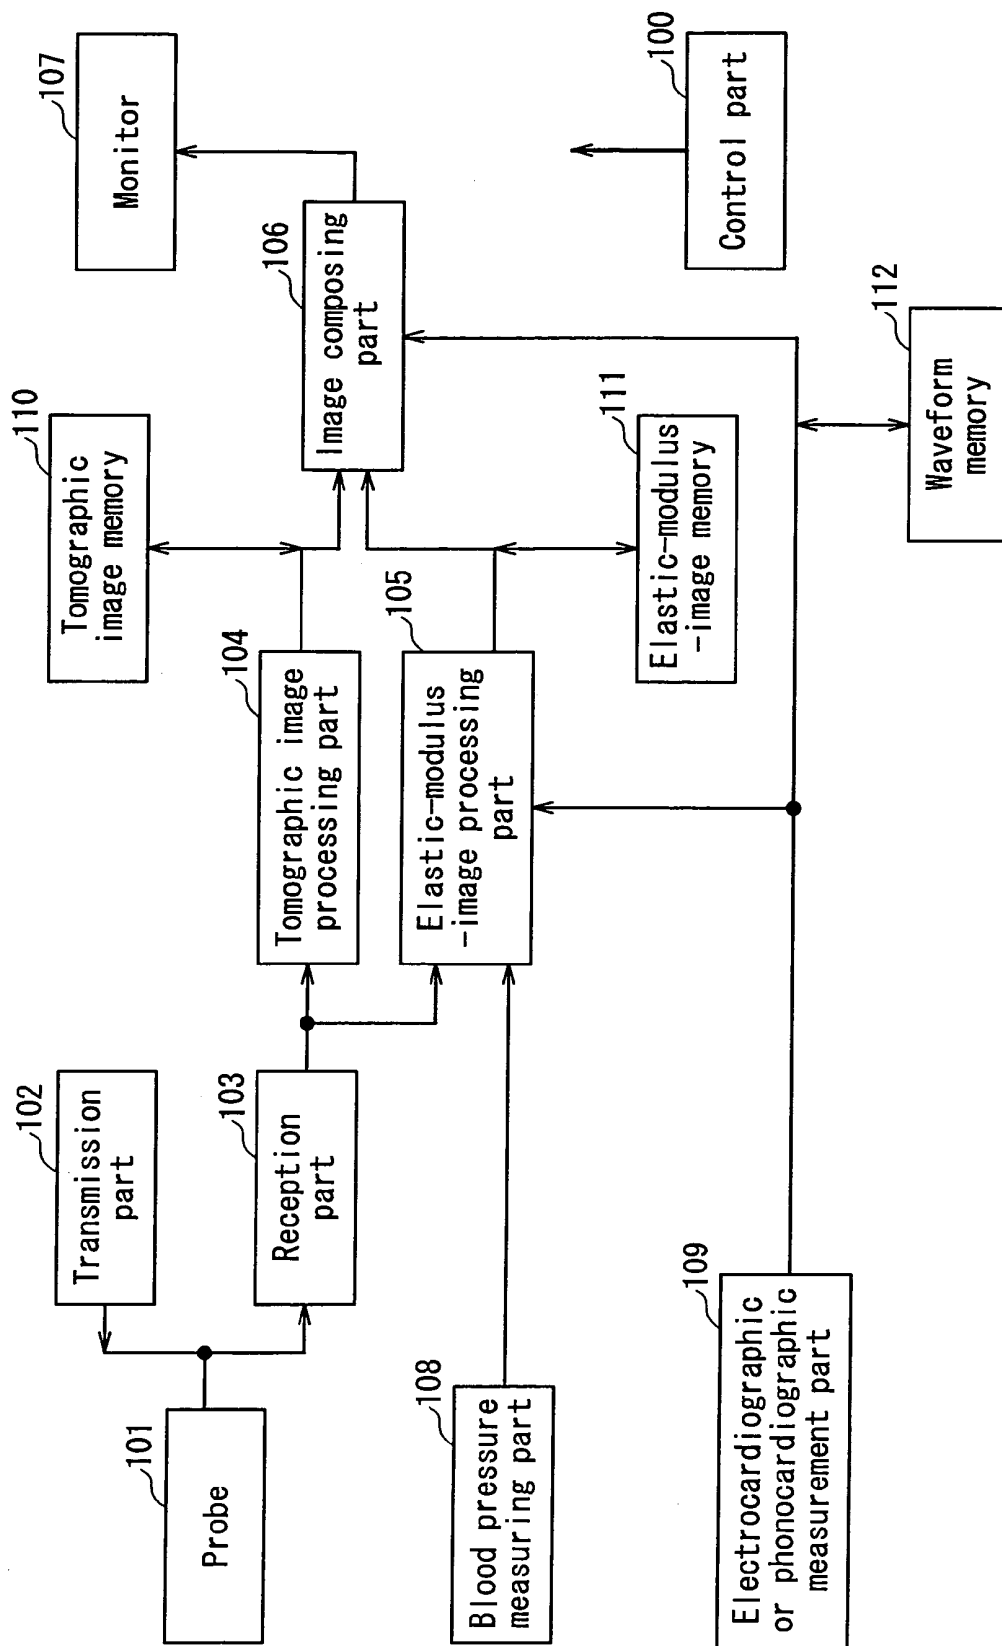 101
Probe
102
Transmission
part
103
Reception
part
104
Tomographic image
processing part
110
Tomographic
image memory
107
Monitor
106
Image composing
part
105
Elastic-modulus
-image processing
part
111
Elastic-modulus
-image memory
108
Blood pressure
measuring part
109
Electrocardiographic
or phonocardiographic
measurement part
112
Waveform
memory
100
Control part